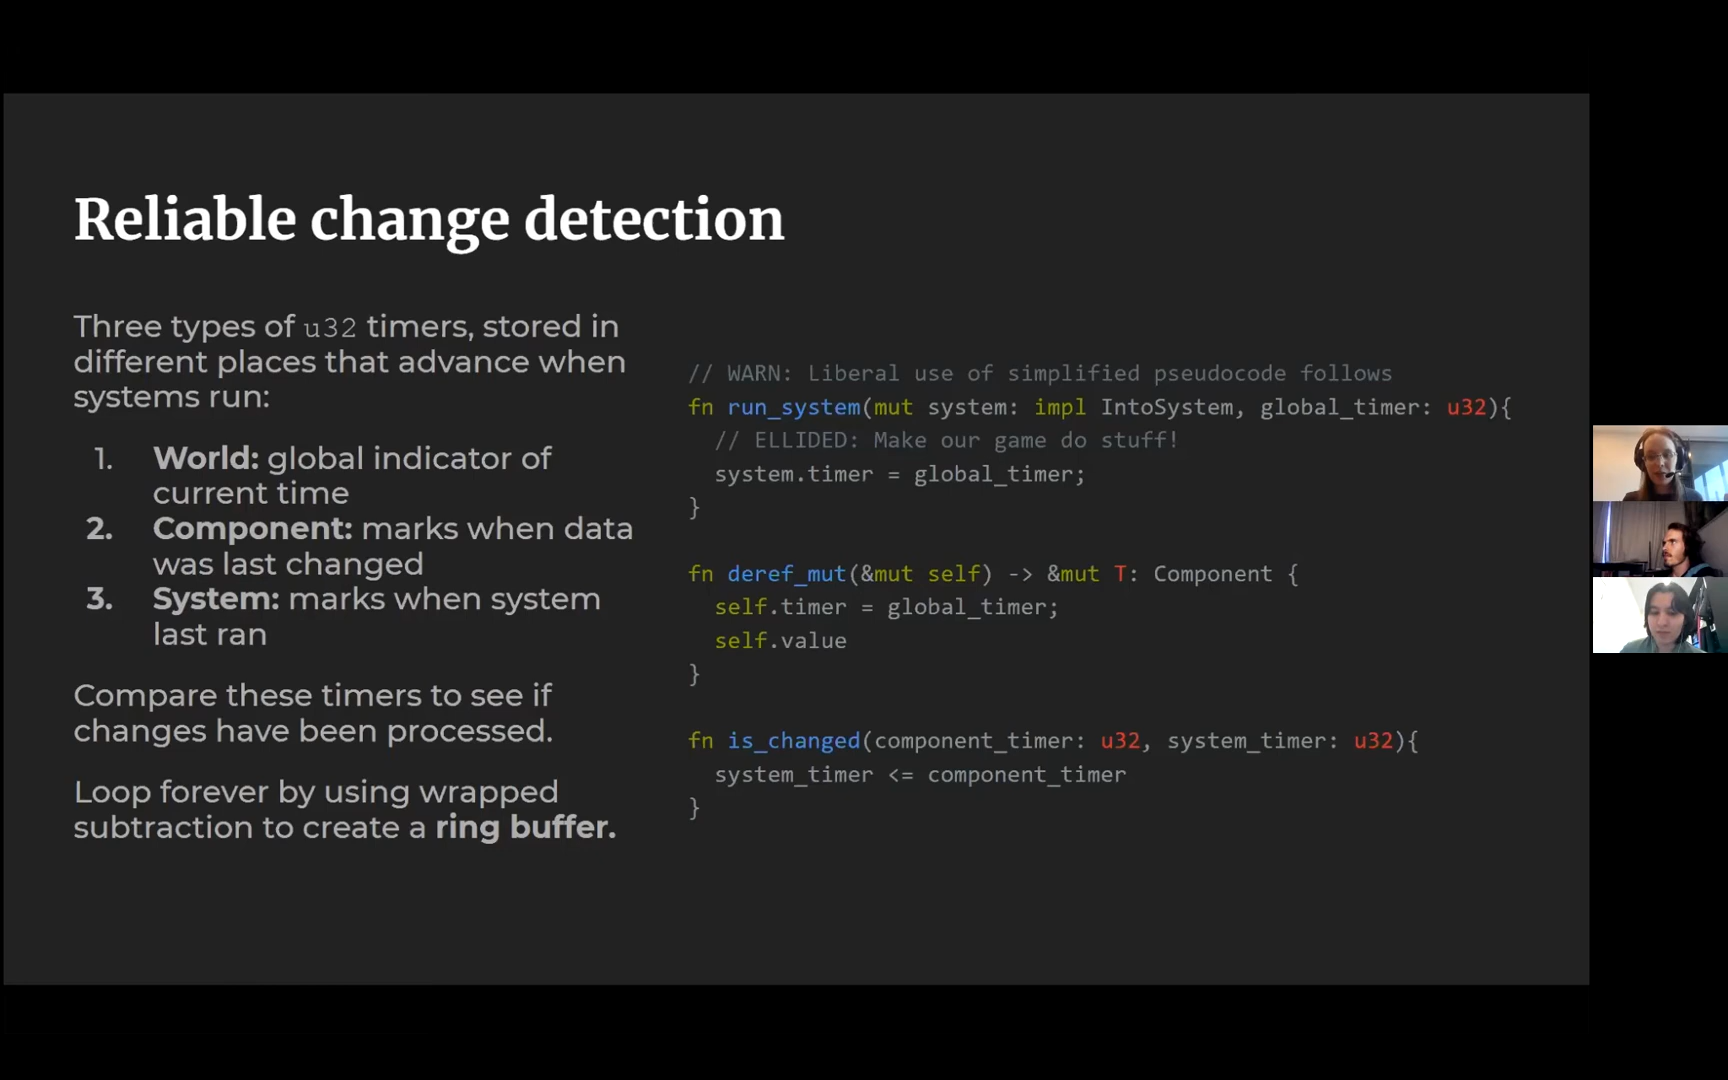 Reliable change detection
Three types of u32 timers, stored in
different places that advance when
systems run:
1. World: global indicator of
current time
2. Component: marks when data
was last changed
3. System: marks when system
last ran
Compare these timers to see if
changes have been processed.
Loop forever by using wrapped
subtraction to create a ring buffer.
// WARN: Liberal use of simplified pseudocode follows
fn run_system(mut system: impl IntoSystem, global_timer: u32){
// ELLIDED: Make our game do stuff!
system.timer = global_timer;
}
fn deref_mut(&mut self) -> &mut T: Component {
self.timer = global_timer;
self.value
}
fn is_changed(component_timer: u32, system_timer: u32){
system_timer <= component_timer
}